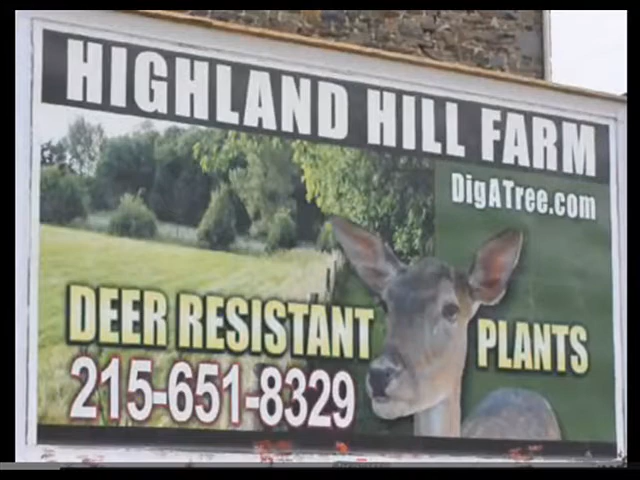 HIGHLAND HILL FARM
DigATree.com
DEER RESISTANT PLANTS
215-651-8329